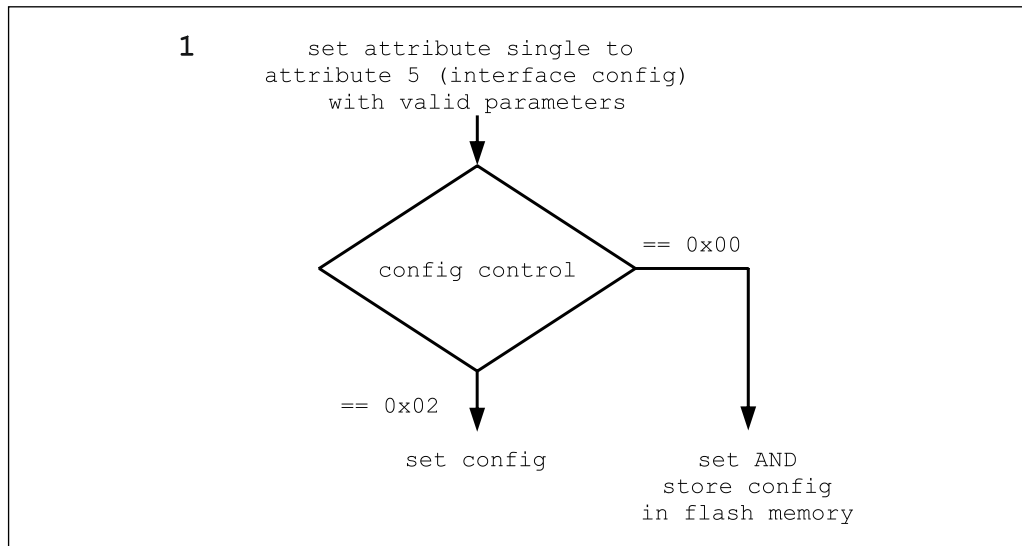 1
set attribute single to
attribute 5 (interface config)
with valid parameters
== 0x00
config control
== 0x02
set config
set AND
store config
in flash memory